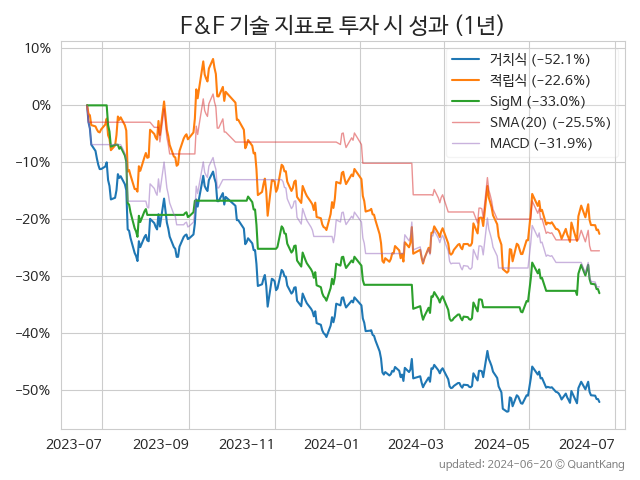 F&F 기술 지표로 투자 시 성과 (1년)
10%
0%
−10%
−20%
−30%
−40%
−50%
거치식 (−52.1%)
적립식 (−22.6%)
SigM (−33.0%)
SMA(20) (−25.5%)
MACD (−31.9%)
2023-07 2023-09 2023-11 2024-01 2024-03 2024-05 2024-07
updated: 2024-06-20 © QuantKang